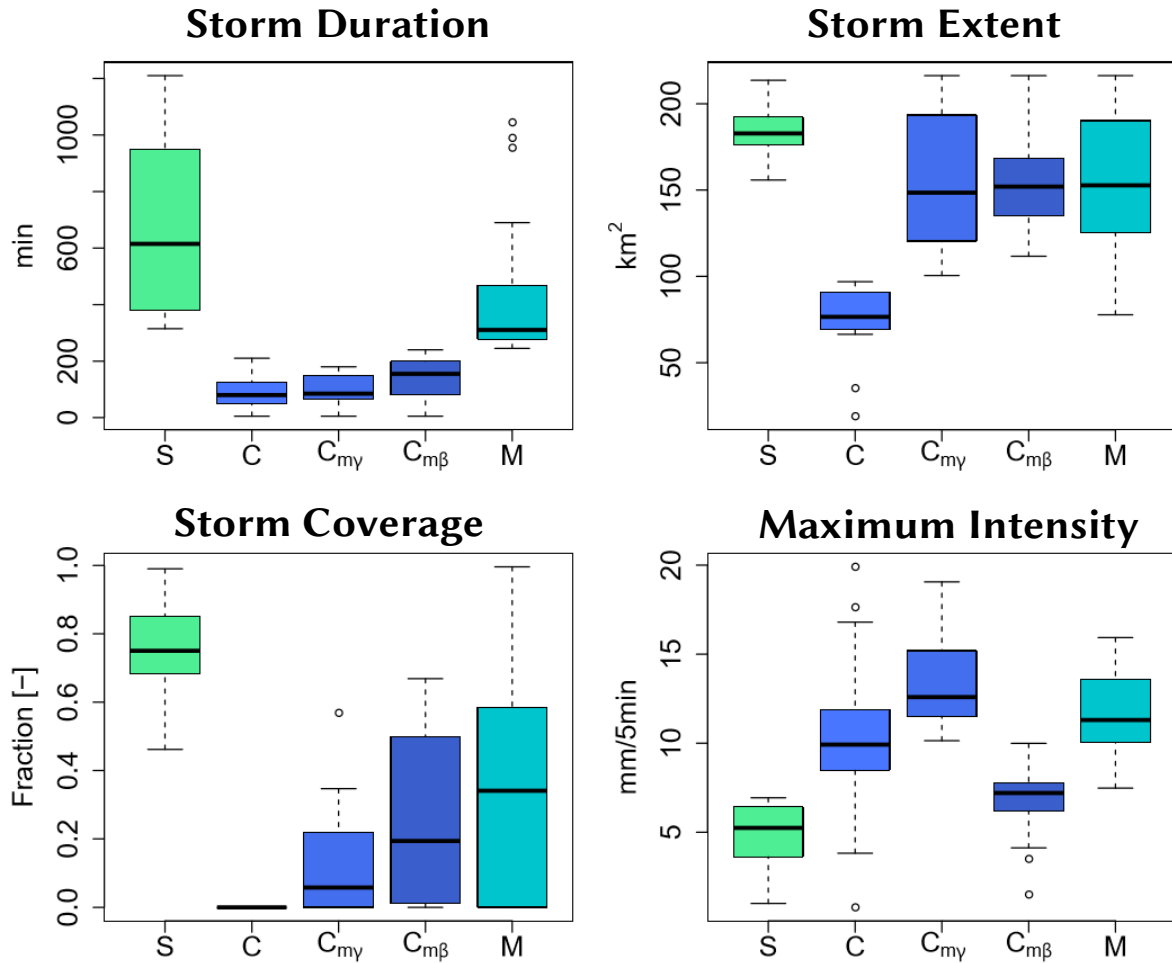 Storm Duration
min
0
200
600
1000
S C Cmγ Cmβ M
Storm Extent
km²
50
100
150
200
S C Cmγ Cmβ M
Storm Coverage
Fraction [−]
0.0
0.2
0.4
0.6
0.8
1.0
S C Cmγ Cmβ M
Maximum Intensity
mm/5min
5
10
15
20
S C Cmγ Cmβ M